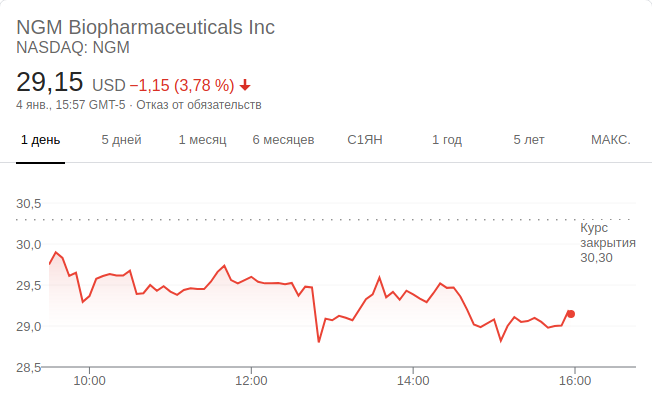 NGM Biopharmaceuticals Inc
NASDAQ: NGM
29,15 USD −1,15 (3,78 %)
4 янв., 15:57 GMT-5 · Отказ от обязательств
1 день 5 дней 1 месяц 6 месяцев С1ЯН 1 год 5 лет МАКС.
30,5
Курс
закрытия
30,30
30,0
29,5
29,0
28,5
10:00 12:00 14:00 16:00